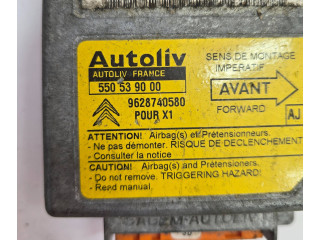 Autoliv
AUTOLIV FRANCE
550 53 90 00
9628740580
POUR X1
SENS DE MONTAGE
IMPERATIF
AVANT
FORWARD
AJ
ATTENTION! Airbag(s) et Prétensionneurs.
- Ne pas démonter. RISQUE DE DECLENCHEMENT
- Consulter la notice
CAUTION! Airbag(s) and Pretensioners.
- Do not remove. TRIGGERING HAZARD!
- Read manual.